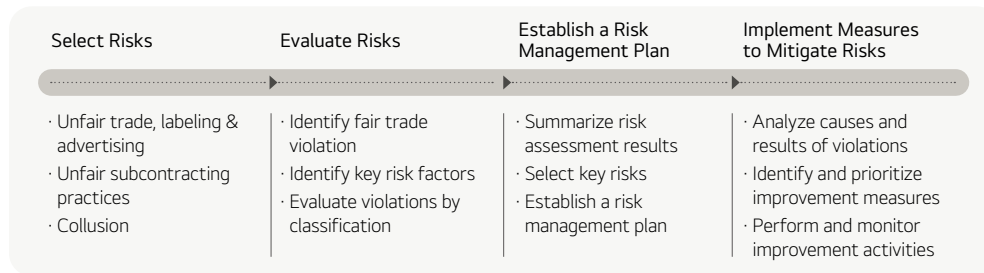 Select Risks
Evaluate Risks
Establish a Risk
Management Plan
Implement Measures
to Mitigate Risks
· Unfair trade, labeling &
advertising
· Unfair subcontracting
practices
· Collusion
· Identify fair trade
violation
· Identify key risk factors
· Evaluate violations by
classification
· Summarize risk
assessment results
· Select key risks
· Establish a risk
management plan
· Analyze causes and
results of violations
· Identify and prioritize
improvement measures
· Perform and monitor
improvement activities